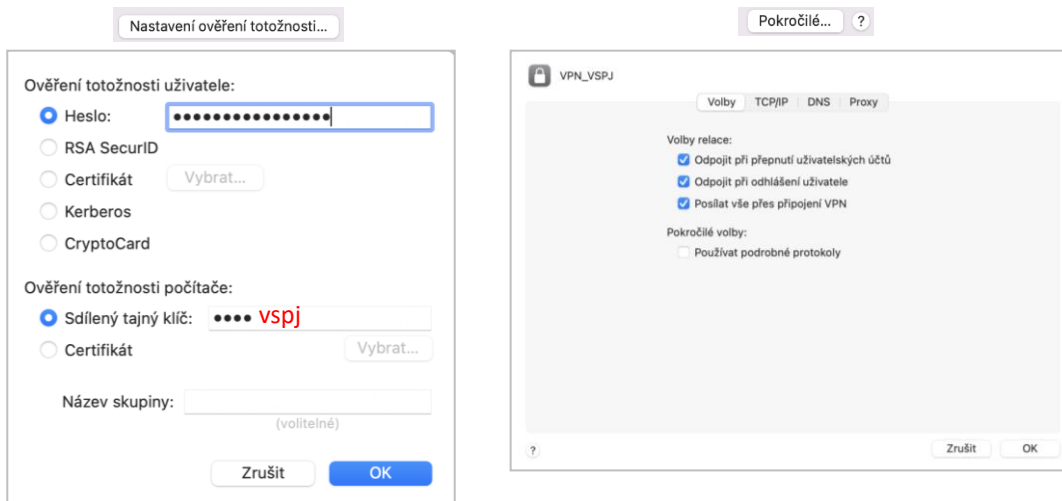 Nastavení ověření totožnosti...
Ověření totožnosti uživatele:
Heslo: ••••••••••••••••
RSA SecurID
Certifikát Vybrat...
Kerberos
CryptoCard
Ověření totožnosti počítače:
Sdílený tajný klíč: •••• vspj
Certifikát Vybrat...
Název skupiny:
(volitelné)
Zrušit OK
Pokročilé... ?
VPN_VSPJ
Volby TCP/IP DNS Proxy
Volby relace:
Odpojit při přepnutí uživatelských účtů
Odpojit při odhlášení uživatele
Posílat vše přes připojení VPN
Pokročilé volby:
Používat podrobné protokoly
? Zrušit OK